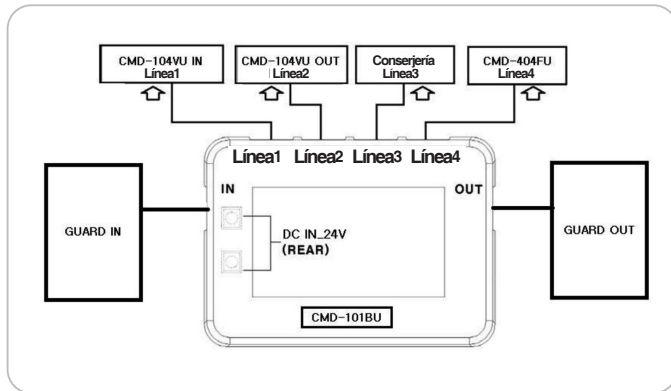 CMD-104VU IN
Línea1
CMD-104VU OUT
Línea2
Conserjería
Línea3
CMD-404FU
Línea4
Línea1 Línea2 Línea3 Línea4
IN
OUT
GUARD IN
DC IN_24V
(REAR)
GUARD OUT
CMD-101BU